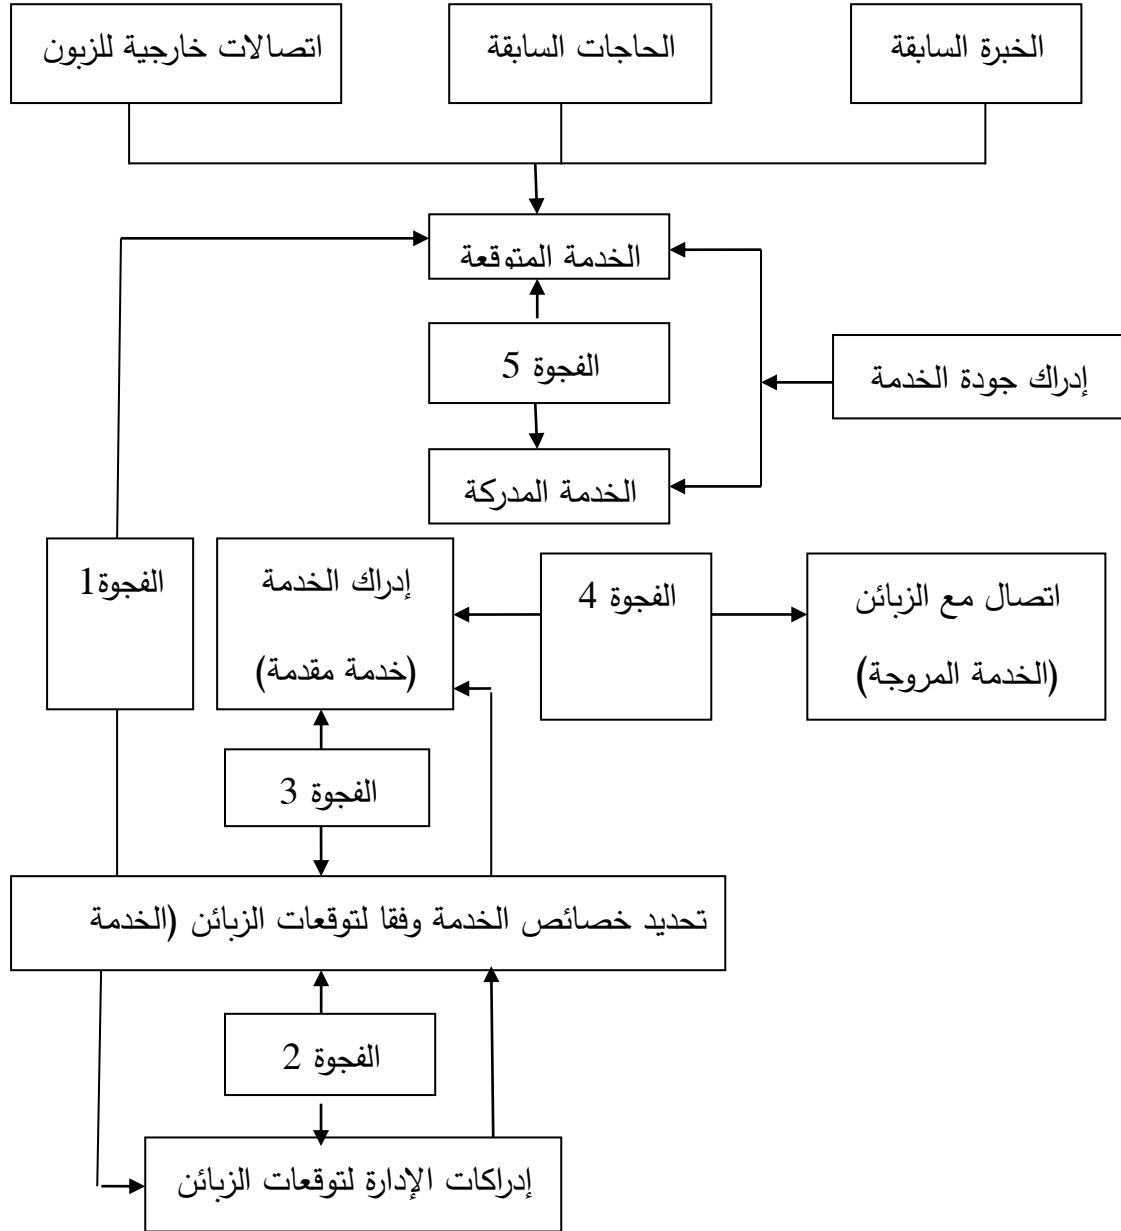 الخبرة السابقة
الحاجات السابقة
اتصالات خارجية للزبون
الخدمة المتوقعة
الفجوة 5
إدراك جودة الخدمة
الخدمة المدركة
اتصال مع الزبائن
(الخدمة المروجة)
الفجوة 4
إدراك الخدمة
(خدمة مقدمة)
الفجوة1
الفجوة 3
تحديد خصائص الخدمة وفقا لتوقعات الزبائن (الخدمة
الفجوة 2
إدراكات الإدارة لتوقعات الزبائن